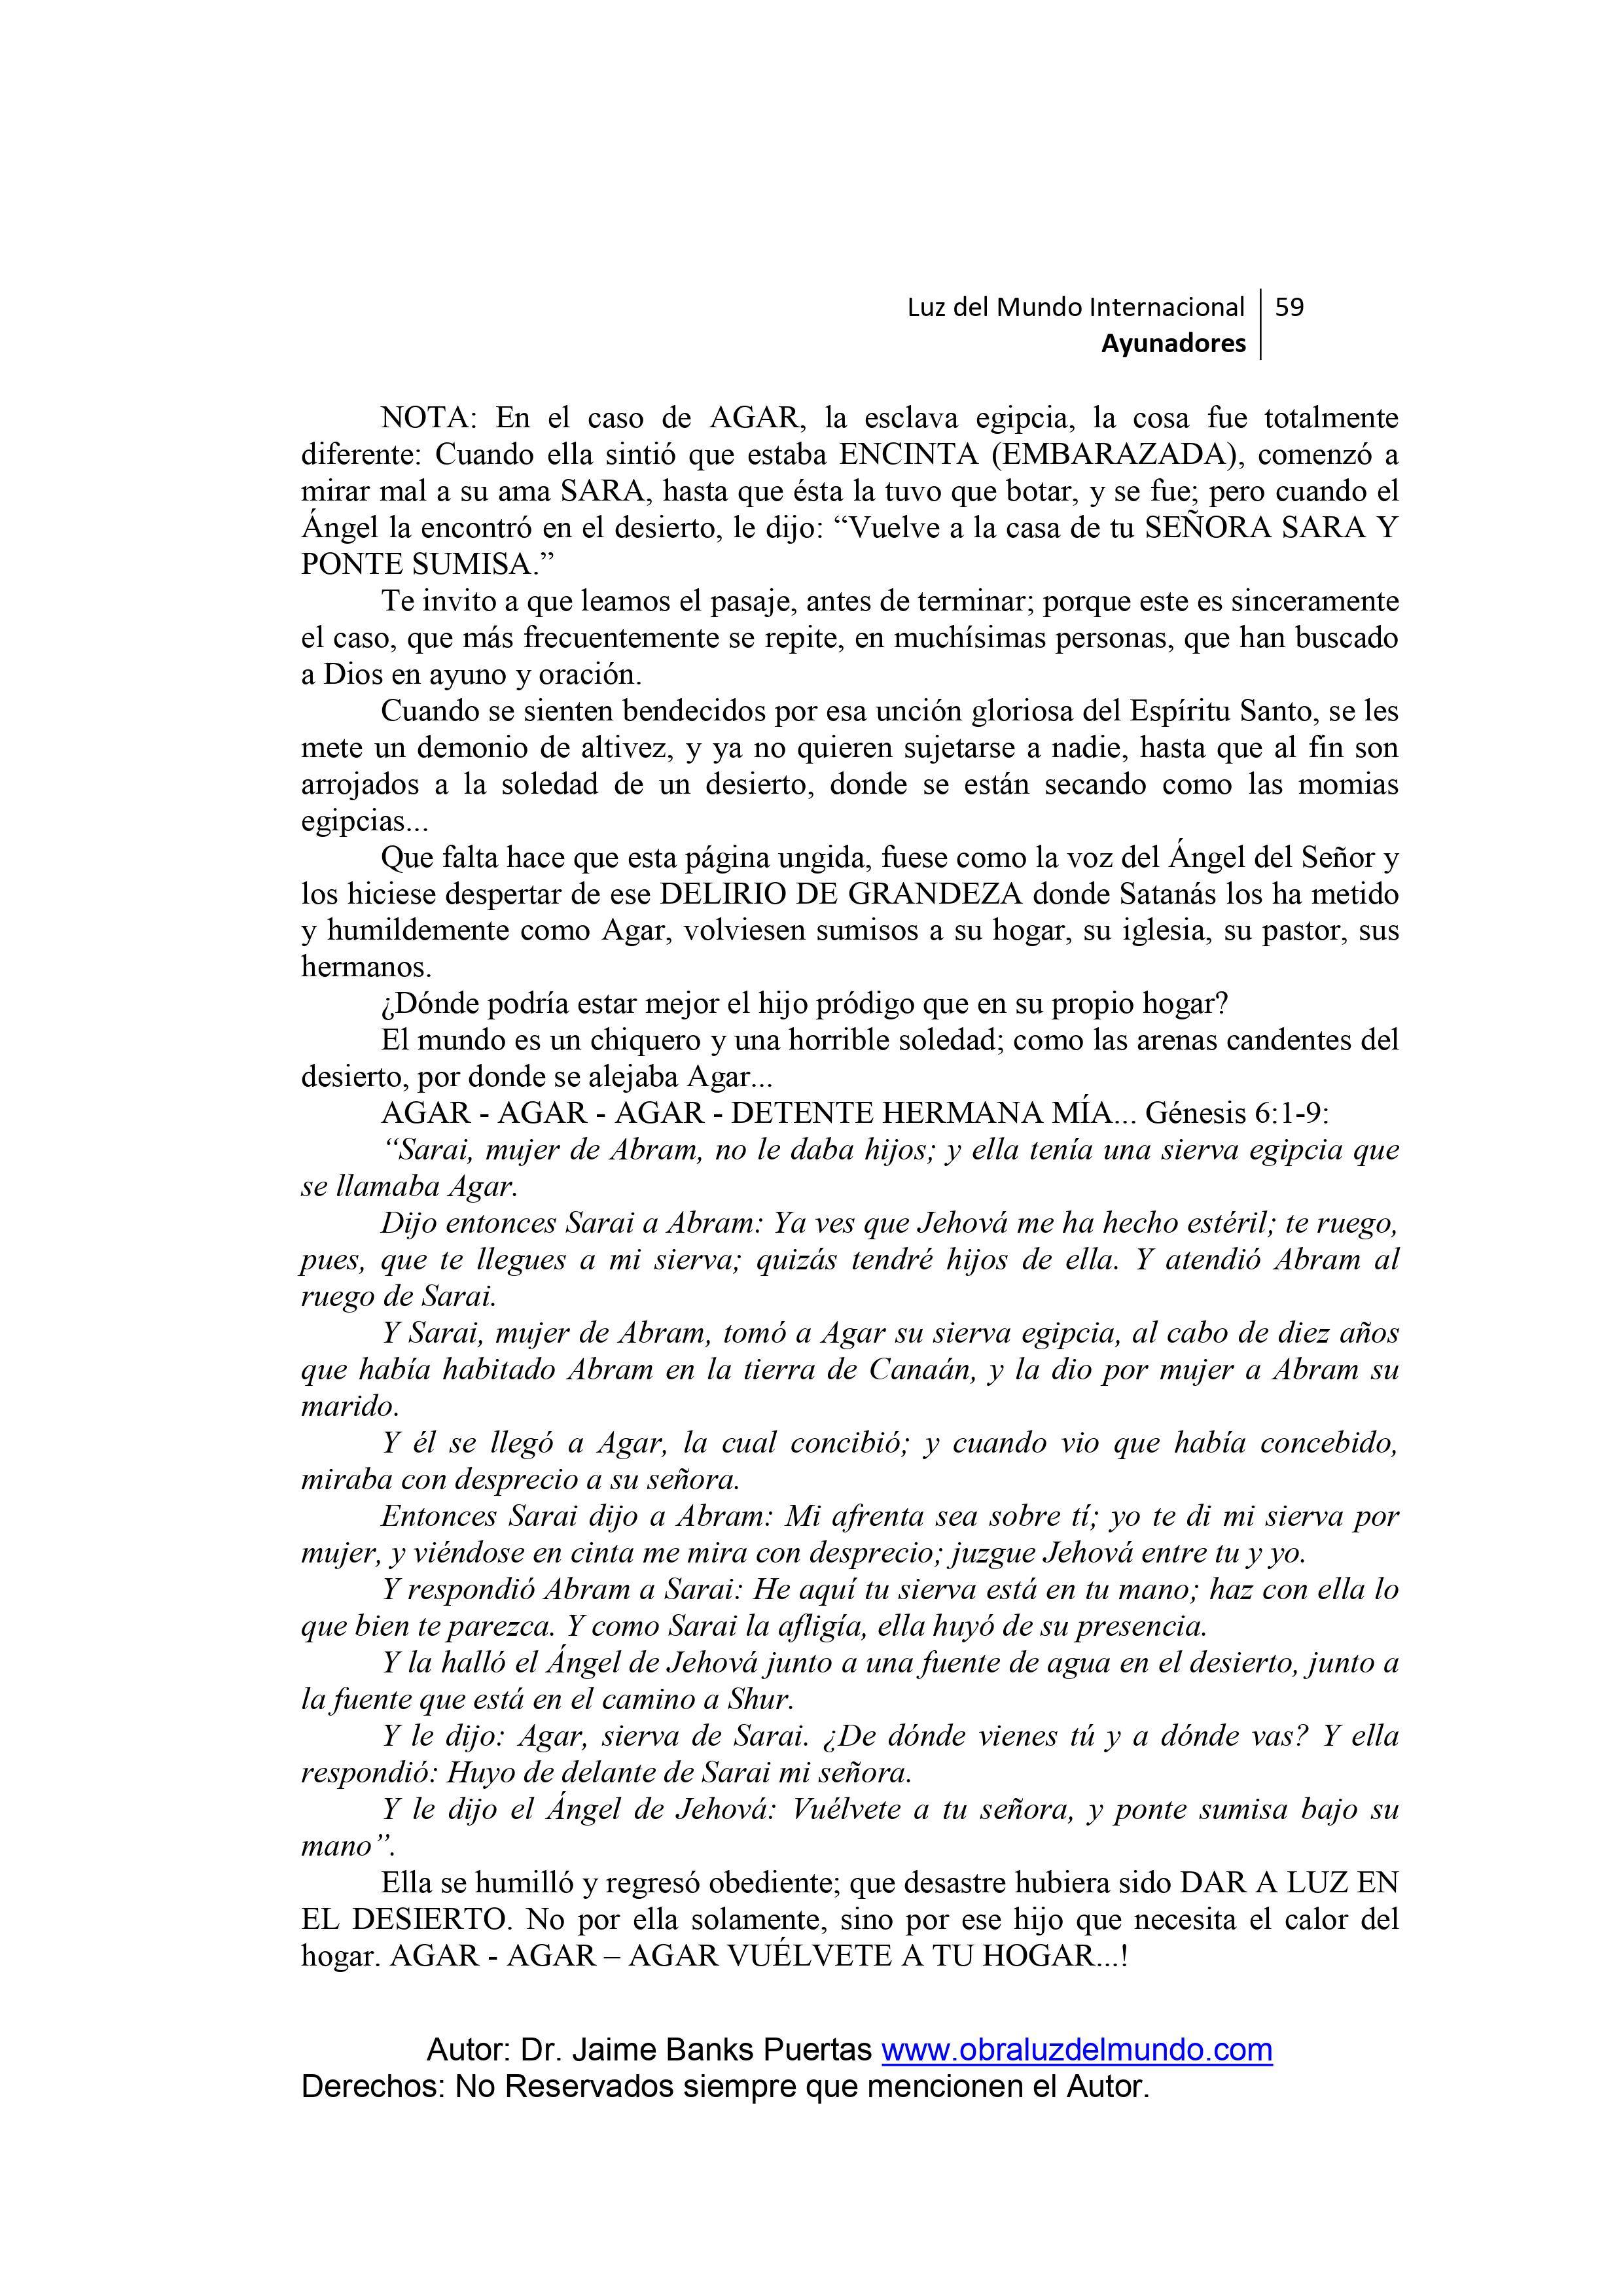 Luz del Mundo Internacional 59
Ayunadores
NOTA: En el caso de AGAR, la esclava egipcia, la cosa fue totalmente
diferente: Cuando ella sintió que estaba ENCINTA (EMBARAZADA), comenzó a
mirar mal a su ama SARA, hasta que ésta la tuvo que botar, y se fue; pero cuando el
Ángel la encontró en el desierto, le dijo: “Vuelve a la casa de tu SEÑORA SARA Y
PONTE SUMISA.”
Te invito a que leamos el pasaje, antes de terminar; porque este es sinceramente
el caso, que más frecuentemente se repite, en muchísimas personas, que han buscado
a Dios en ayuno y oración.
Cuando se sienten bendecidos por esa unción gloriosa del Espíritu Santo, se les
mete un demonio de altivez, y ya no quieren sujetarse a nadie, hasta que al fin son
arrojados a la soledad de un desierto, donde se están secando como las momias
egipcias...
Que falta hace que esta página ungida, fuese como la voz del Ángel del Señor y
los hiciese despertar de ese DELIRIO DE GRANDEZA donde Satanás los ha metido
y humildemente como Agar, volviesen sumisos a su hogar, su iglesia, su pastor, sus
hermanos.
¿Dónde podría estar mejor el hijo pródigo que en su propio hogar?
El mundo es un chiquero y una horrible soledad; como las arenas candentes del
desierto, por donde se alejaba Agar...
AGAR - AGAR - AGAR - DETENTE HERMANA MÍA... Génesis 6:1-9:
“Sarai, mujer de Abram, no le daba hijos; y ella tenía una sierva egipcia que
se llamaba Agar.
Dijo entonces Sarai a Abram: Ya ves que Jehová me ha hecho estéril; te ruego,
pues, que te llegues a mi sierva; quizás tendré hijos de ella. Y atendió Abram al
ruego de Sarai.
Y Sarai, mujer de Abram, tomó a Agar su sierva egipcia, al cabo de diez años
que había habitado Abram en la tierra de Canaán, y la dio por mujer a Abram su
marido.
Y él se llegó a Agar, la cual concibió; y cuando vio que había concebido,
miraba con desprecio a su señora.
Entonces Sarai dijo a Abram: Mi afrenta sea sobre tí; yo te di mi sierva por
mujer, y viéndose en cinta me mira con desprecio; juzgue Jehová entre tu y yo.
Y respondió Abram a Sarai: He aquí tu sierva está en tu mano; haz con ella lo
que bien te parezca. Y como Sarai la afligía, ella huyó de su presencia.
Y la halló el Ángel de Jehová junto a una fuente de agua en el desierto, junto a
la fuente que está en el camino a Shur.
Y le dijo: Agar, sierva de Sarai. ¿De dónde vienes tú y a dónde vas? Y ella
respondió: Huyo de delante de Sarai mi señora.
Y le dijo el Ángel de Jehová: Vuélvete a tu señora, y ponte sumisa bajo su
mano”.
Ella se humilló y regresó obediente; que desastre hubiera sido DAR A LUZ EN
EL DESIERTO. No por ella solamente, sino por ese hijo que necesita el calor del
hogar. AGAR - AGAR – AGAR VUÉLVETE A TU HOGAR...!
Autor: Dr. Jaime Banks Puertas www.obraluzdelmundo.com
Derechos: No Reservados siempre que mencionen el Autor.